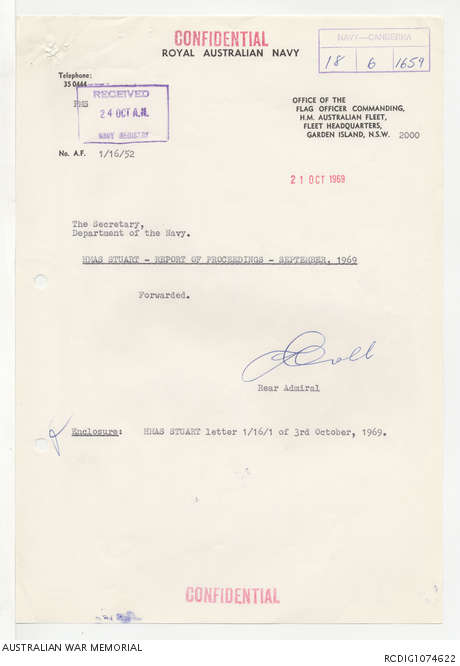 CONFIDENTIAL
ROYAL AUSTRALIAN NAVY
NAVY—CANBERRA
18 6 1659
Telephone:
35 0444
RECEIVED
24 OCT A.M.
NAVY REGISTRY
OFFICE OF THE
FLAG OFFICER COMMANDING,
H.M. AUSTRALIAN FLEET,
FLEET HEADQUARTERS,
GARDEN ISLAND, N.S.W. 2000
No. A.F. 1/16/52
21 OCT 1969
The Secretary,
Department of the Navy.
HMAS STUART - REPORT OF PROCEEDINGS - SEPTEMBER, 1969
Forwarded.
Rear Admiral
Enclosure: HMAS STUART letter 1/16/1 of 3rd October, 1969.
CONFIDENTIAL
AUSTRALIAN WAR MEMORIAL
RCDIG1074622